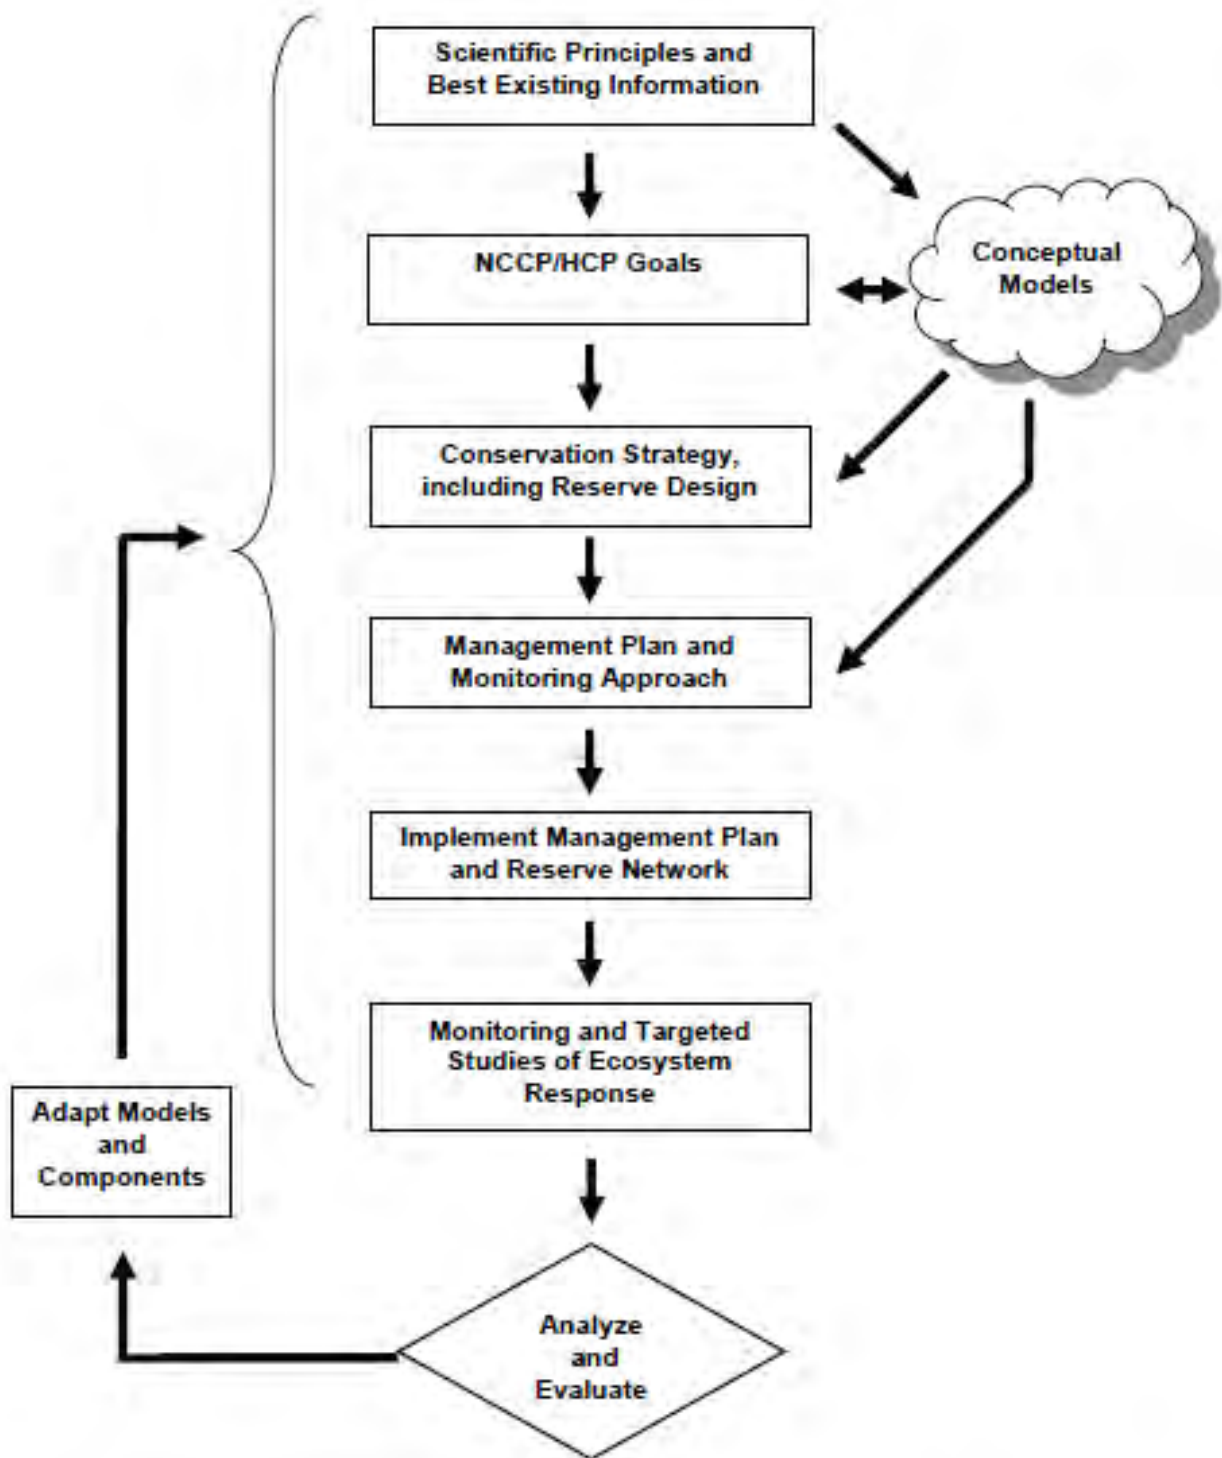 Scientific Principles and
Best Existing Information
NCCP/HCP Goals
Conceptual
Models
Conservation Strategy,
including Reserve Design
Management Plan and
Monitoring Approach
Implement Management Plan
and Reserve Network
Monitoring and Targeted
Studies of Ecosystem
Response
Adapt Models
and
Components
Analyze
and
Evaluate